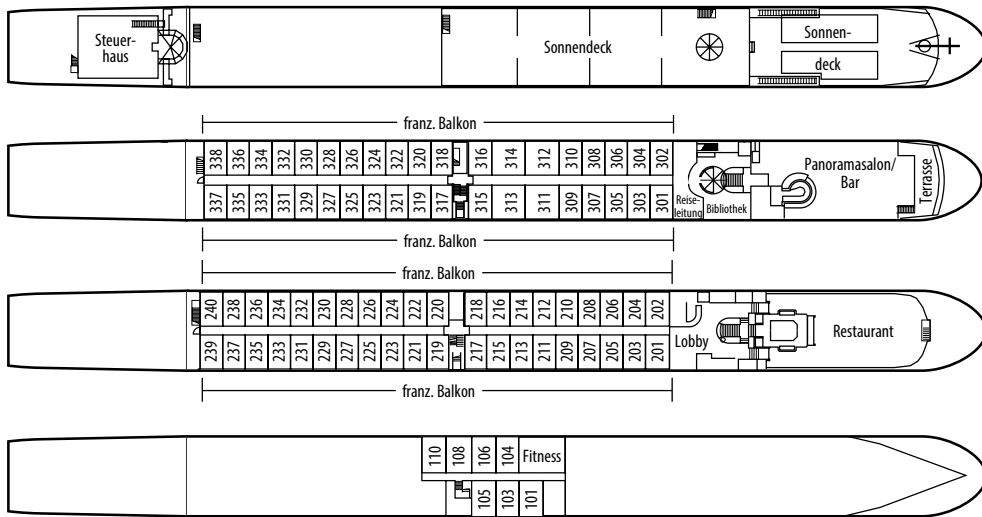 Steuer-
haus
Sonnendeck
Sonnen-
deck
franz. Balkon
338 336 334 332 330 328 326 324 322 320 318 316 314 312 310 308 306 304 302
337 335 333 331 329 327 325 323 321 319 317 315 313 311 309 307 305 303 301
Reise-
leitung
Bibliothek
Panoramasalon/
Bar
Terrasse
franz. Balkon
franz. Balkon
240 238 236 234 232 230 228 226 224 222 220 218 216 214 212 210 208 206 204 202
239 237 235 233 231 229 227 225 223 221 219 217 215 213 211 209 207 205 203 201
Lobby
Restaurant
franz. Balkon
110 108 106 104 Fitness
105 103 101